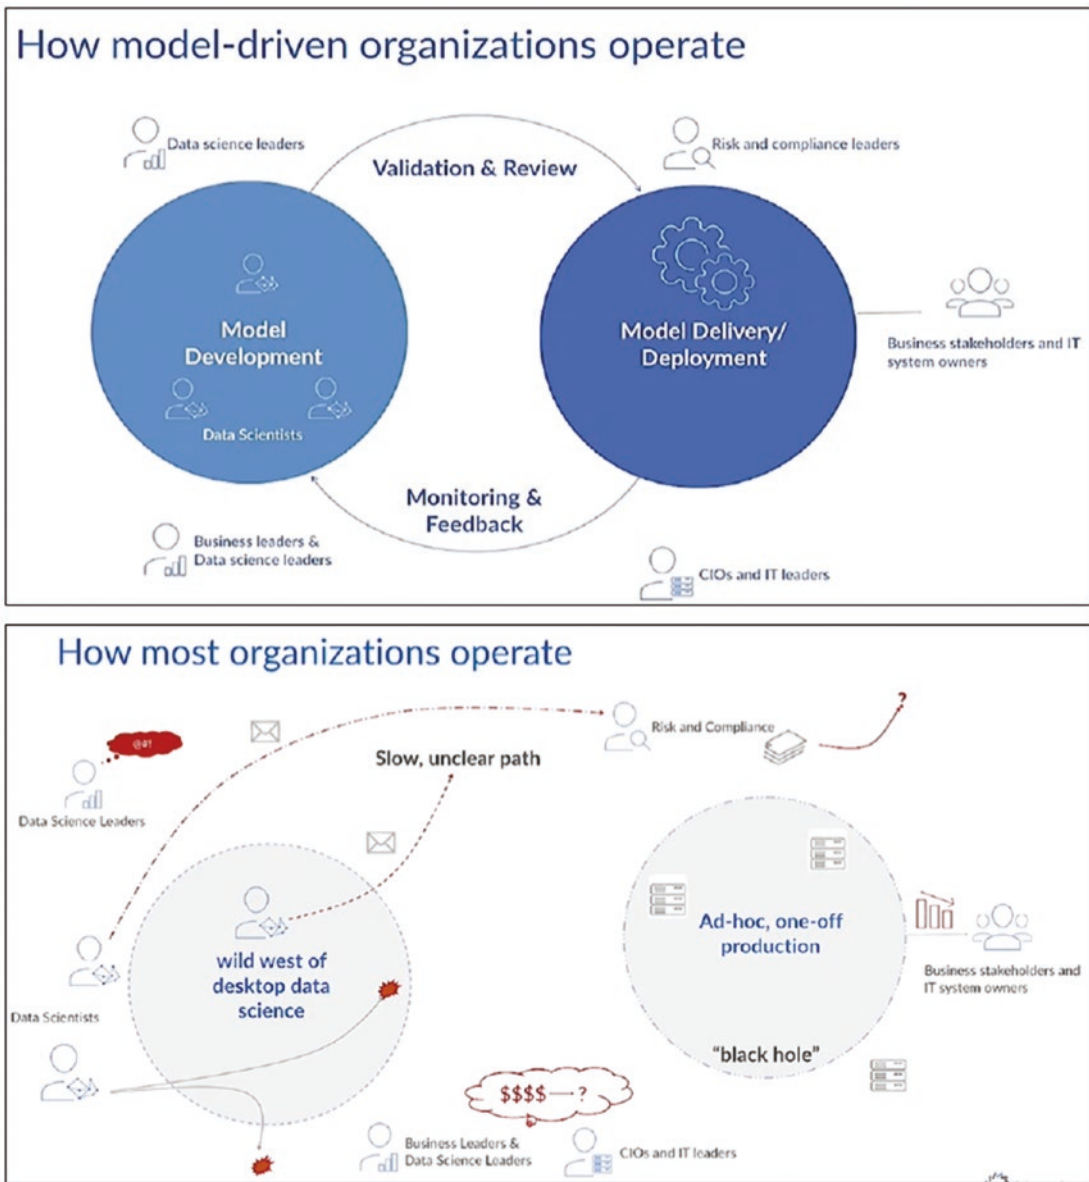 How model-driven organizations operate
Data science leaders
Risk and compliance leaders
Validation & Review
Model
Development
Data Scientists
Model Delivery/
Deployment
Business stakeholders and IT
system owners
Monitoring &
Feedback
Business leaders &
Data science leaders
CIOs and IT leaders
How most organizations operate
@#!
Data Science Leaders
Slow, unclear path
Risk and Compliance
?
wild west of
desktop data
science
Data Scientists
Ad-hoc, one-off
production
"black hole"
Business stakeholders and
IT system owners
$$$$—?
Business Leaders &
Data Science Leaders
CIOs and IT leaders